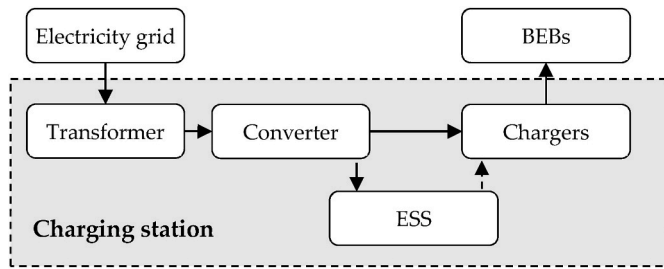 Electricity grid
BEBs
Transformer
Converter
Chargers
ESS
Charging station